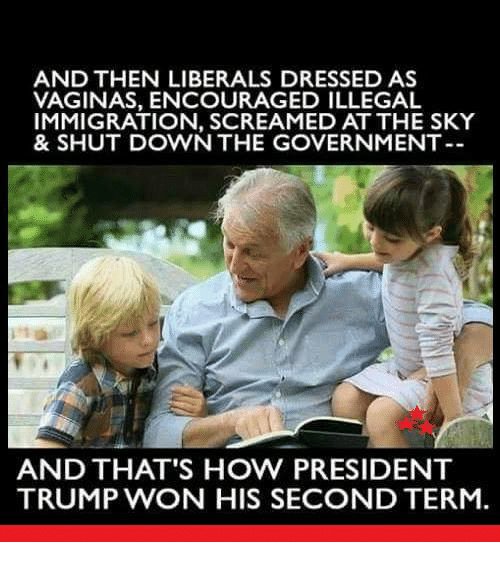 AND THEN LIBERALS DRESSED AS
VAGINAS, ENCOURAGED ILLEGAL
IMMIGRATION, SCREAMED AT THE SKY
& SHUT DOWN THE GOVERNMENT--
AND THAT'S HOW PRESIDENT
TRUMP WON HIS SECOND TERM.